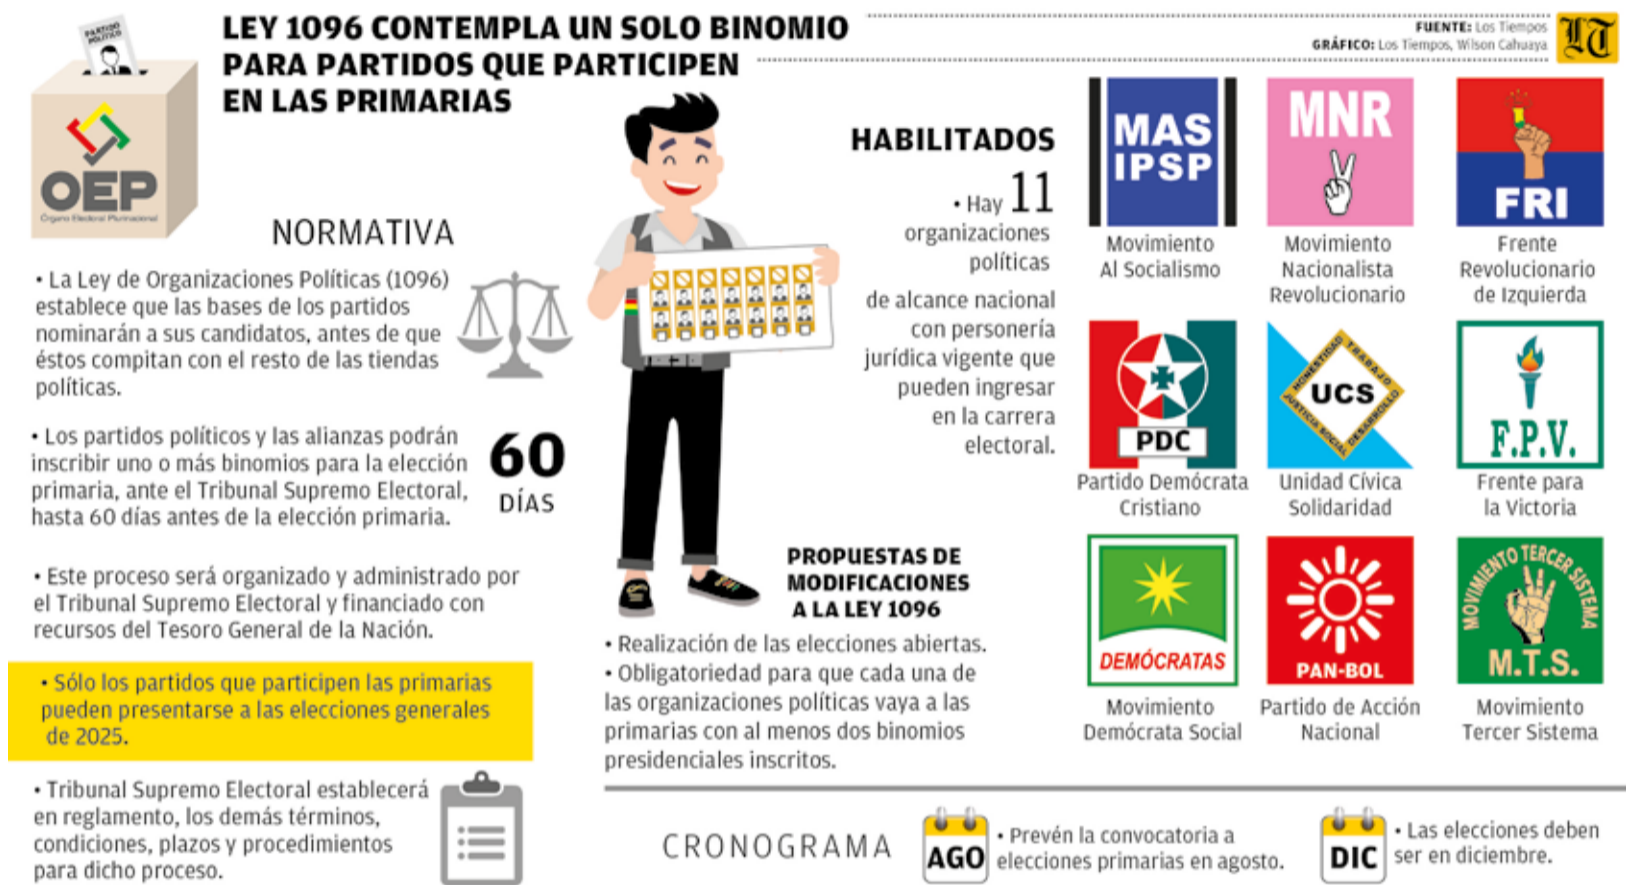 LEY 1096 CONTEMPLA UN SOLO BINOMIO
PARA PARTIDOS QUE PARTICIPEN
EN LAS PRIMARIAS
FUENTE: Los Tiempos
GRÁFICO: Los Tiempos, Wilson Cahuaya
LT
PARTIDO
POLÍTICO
OEP
Órgano Electoral Plurinacional
NORMATIVA
• La Ley de Organizaciones Políticas (1096)
establece que las bases de los partidos
nominarán a sus candidatos, antes de que
éstos compitan con el resto de las tiendas
políticas.
• Los partidos políticos y las alianzas podrán
inscribir uno o más binomios para la elección
primaria, ante el Tribunal Supremo Electoral,
hasta 60 días antes de la elección primaria.
60
DÍAS
• Este proceso será organizado y administrado por
el Tribunal Supremo Electoral y financiado con
recursos del Tesoro General de la Nación.
• Sólo los partidos que participen las primarias
pueden presentarse a las elecciones generales
de 2025.
• Tribunal Supremo Electoral establecerá
en reglamento, los demás términos,
condiciones, plazos y procedimientos
para dicho proceso.
HABILITADOS
• Hay 11
organizaciones
políticas
de alcance nacional
con personería
jurídica vigente que
pueden ingresar
en la carrera
electoral.
PROPUESTAS DE
MODIFICACIONES
A LA LEY 1096
• Realización de las elecciones abiertas.
• Obligatoriedad para que cada una de
las organizaciones políticas vaya a las
primarias con al menos dos binomios
presidenciales inscritos.
MAS
IPSP
Movimiento
Al Socialismo
MNR
Movimiento
Nacionalista
Revolucionario
FRI
Frente
Revolucionario
de Izquierda
PDC
Partido Demócrata
Cristiano
HONESTIDAD TRABAJO
UCS
JUSTICIA SOCIAL DESARROLLO
Unidad Cívica
Solidaridad
F.P.V.
Frente para
la Victoria
DEMÓCRATAS
Movimiento
Demócrata Social
PAN-BOL
Partido de Acción
Nacional
MOVIMIENTO TERCER SISTEMA
M.T.S.
Movimiento
Tercer Sistema
CRONOGRAMA
AGO
• Prevén la convocatoria a
elecciones primarias en agosto.
DIC
• Las elecciones deben
ser en diciembre.